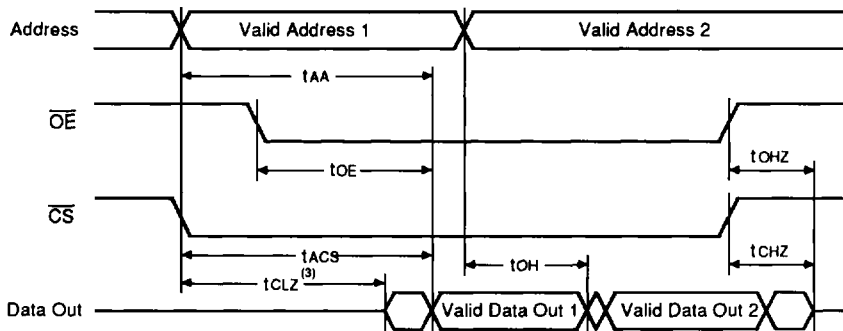 Address Valid Address 1 Valid Address 2
tAA
OE
tOE tOHZ
CS
tACS tCHZ
tOH
tCLZ (3)
Data Out Valid Data Out 1 Valid Data Out 2